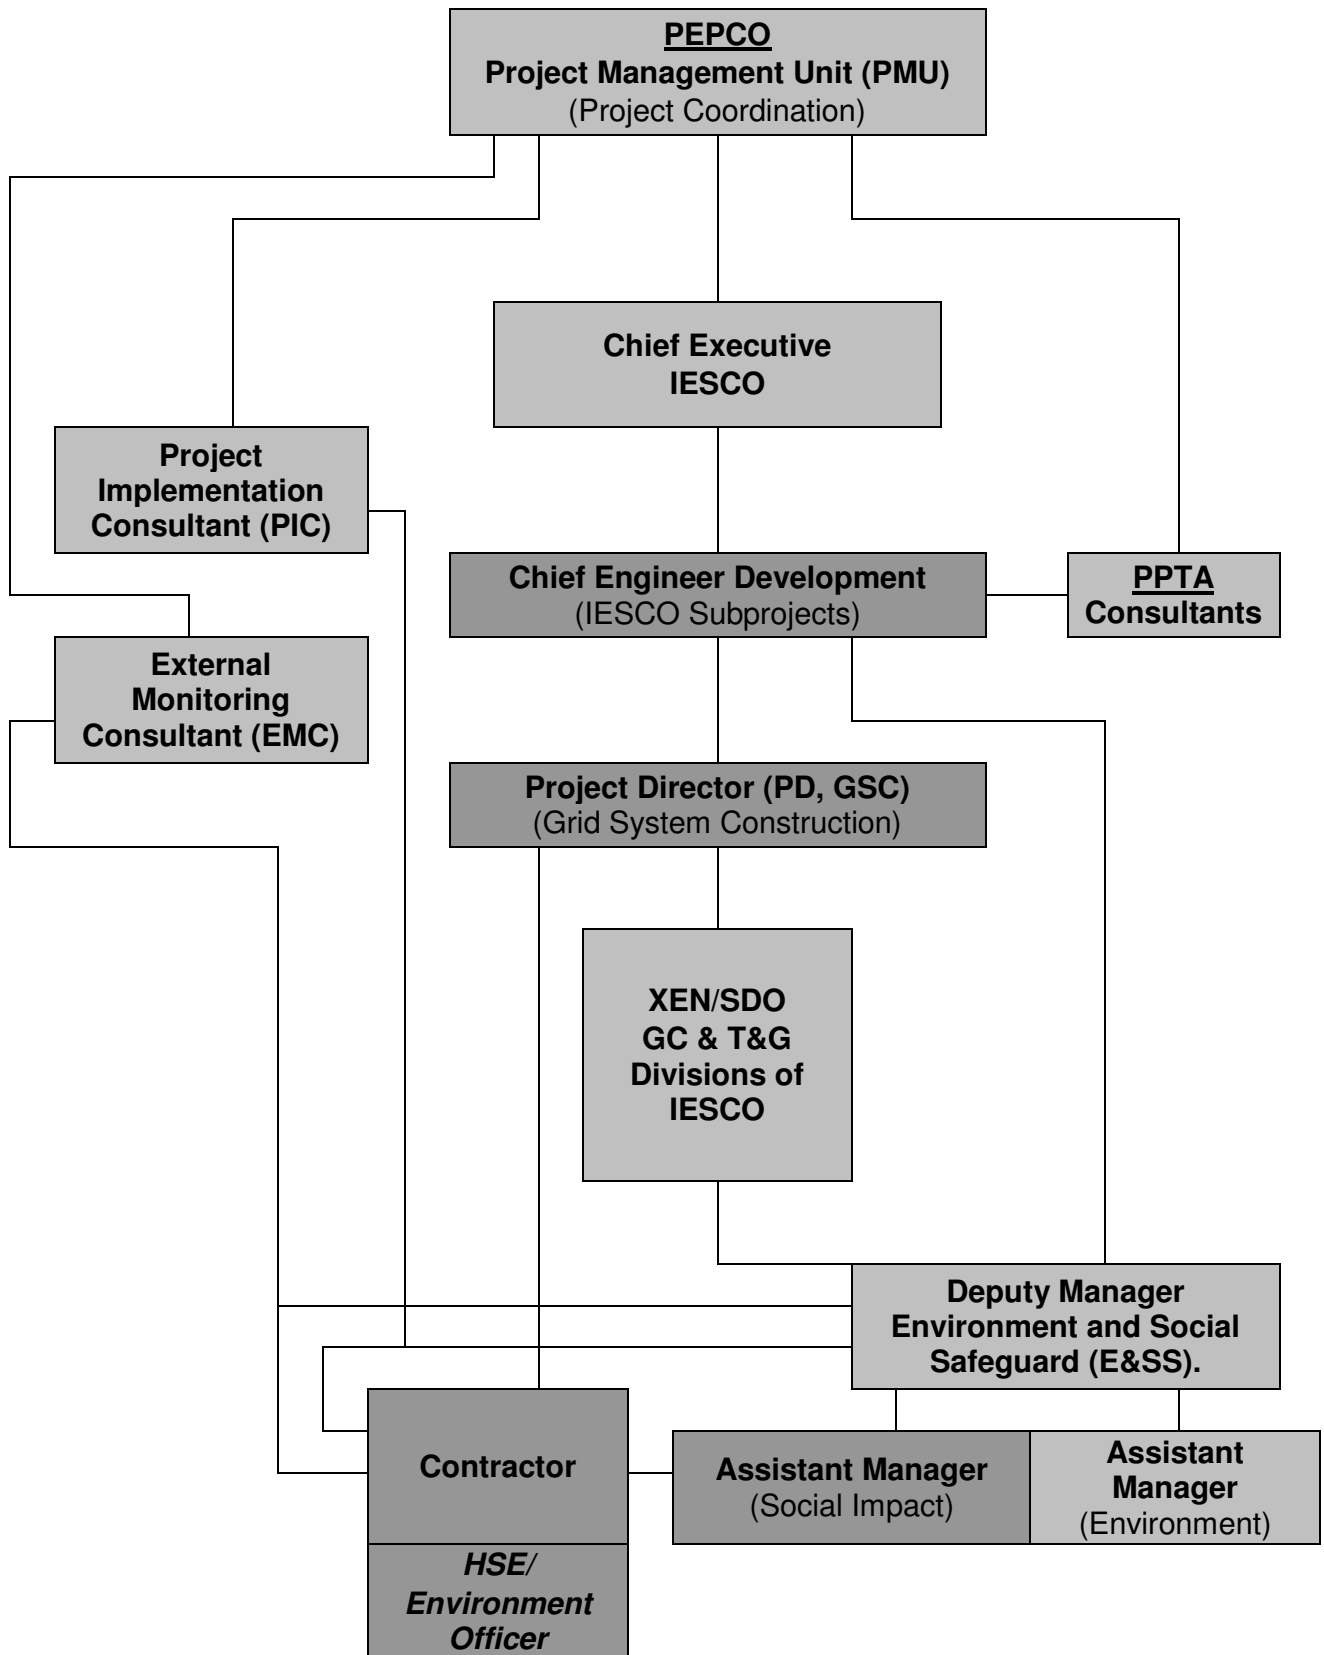 PEPCO
Project Management Unit (PMU)
(Project Coordination)
Chief Executive
IESCO
Project
Implementation
Consultant (PIC)
Chief Engineer Development
(IESCO Subprojects)
PPTA
Consultants
External
Monitoring
Consultant (EMC)
Project Director (PD, GSC)
(Grid System Construction)
XEN/SDO
GC & T&G
Divisions of
IESCO
Deputy Manager
Environment and Social
Safeguard (E&SS).
Contractor
Assistant Manager
(Social Impact)
Assistant
Manager
(Environment)
HSE/
Environment
Officer